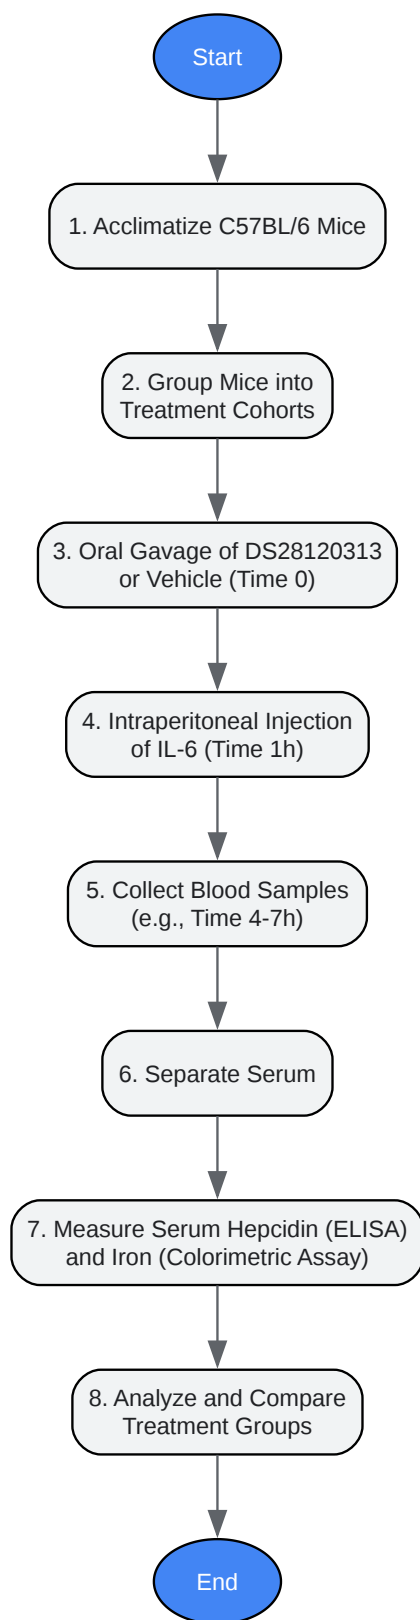 Start
1. Acclimatize C57BL/6 Mice
2. Group Mice into
Treatment Cohorts
3. Oral Gavage of DS28120313
or Vehicle (Time 0)
4. Intraperitoneal Injection
of IL-6 (Time 1h)
5. Collect Blood Samples
(e.g., Time 4-7h)
6. Separate Serum
7. Measure Serum Hepcidin (ELISA)
and Iron (Colorimetric Assay)
8. Analyze and Compare
Treatment Groups
End